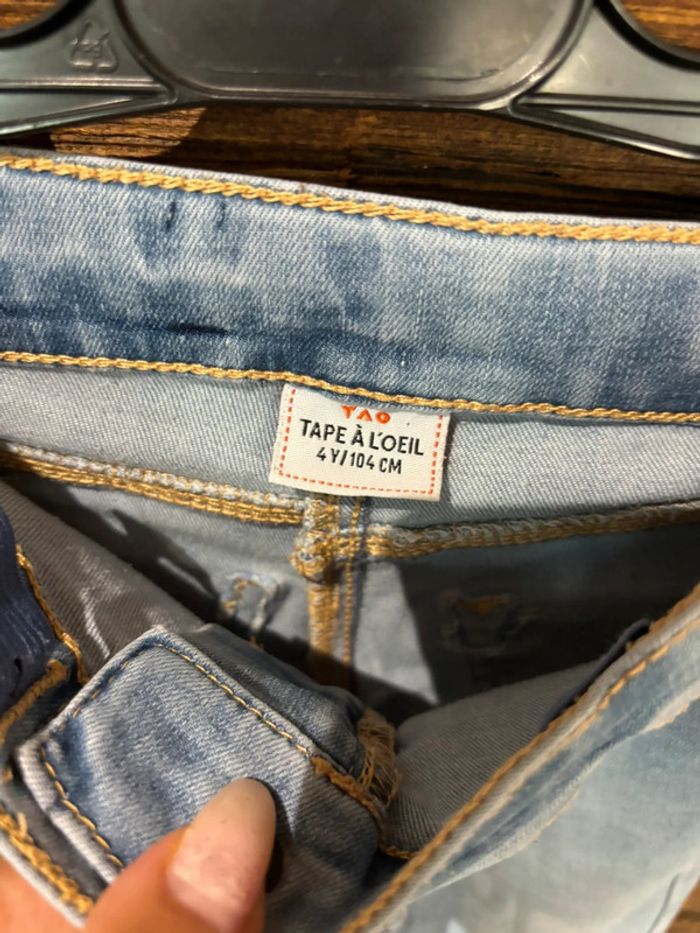 TAO
TAPE À L'OEIL
4 Y/104 CM